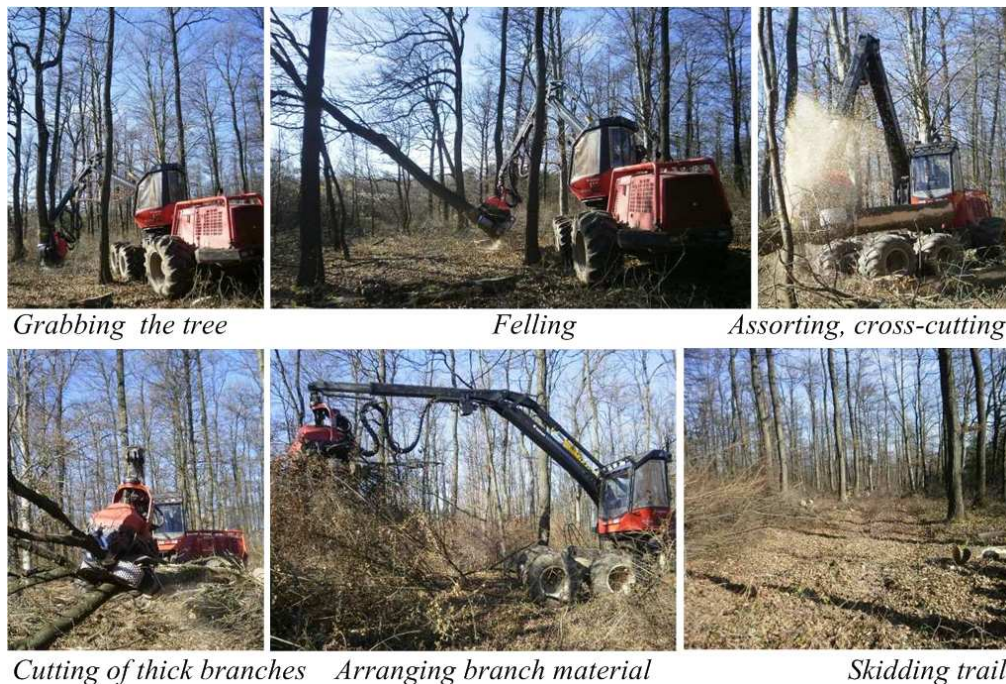 Grabbing the tree
Felling
Assorting, cross-cutting
Cutting of thick branches
Arranging branch material
Skidding trail